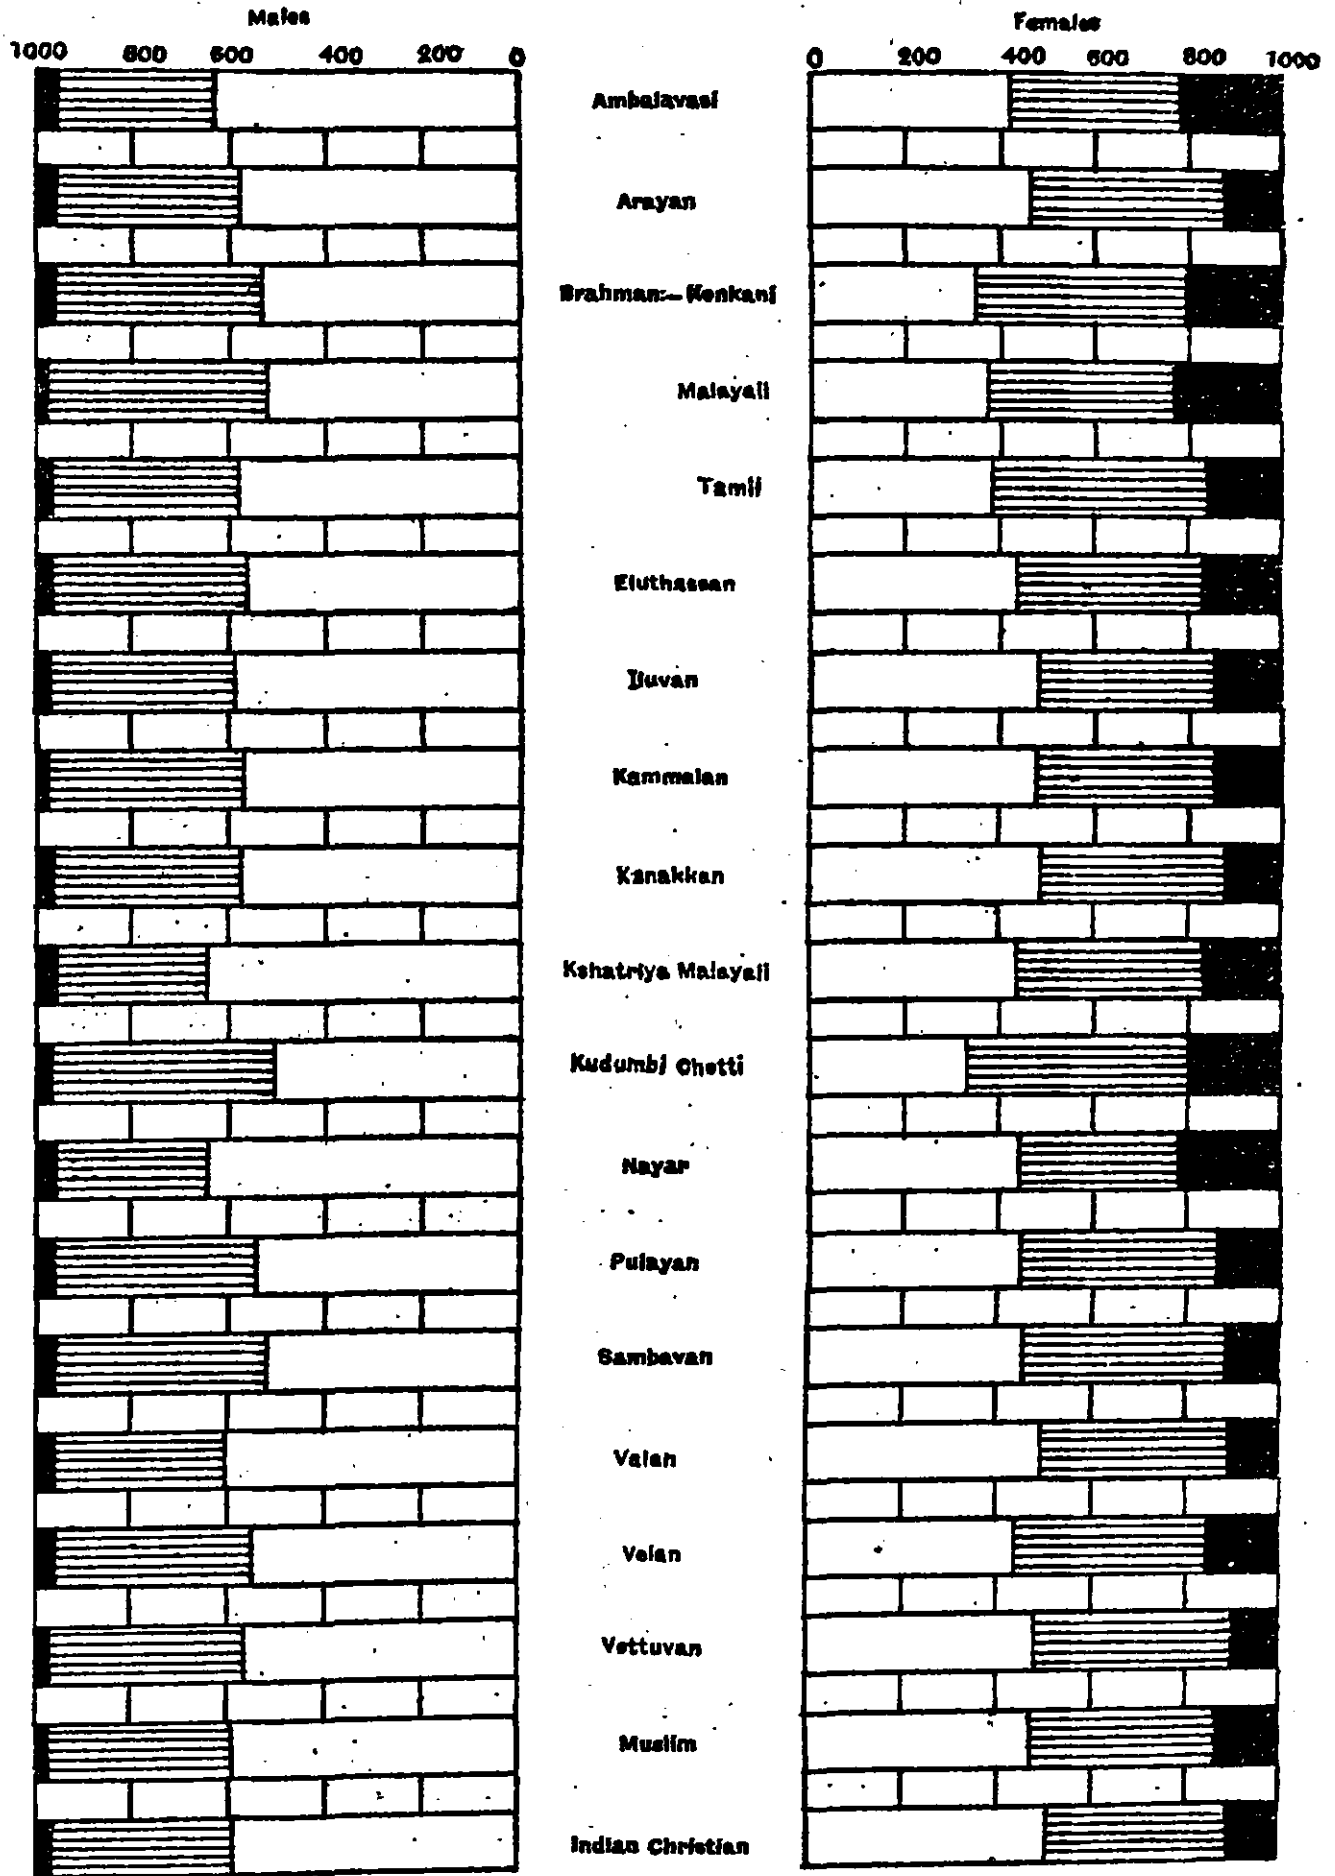 Males Females
1000 800 600 400 200 0 0 200 400 600 800 1000
Ambalavasi
Arayan
Brahman:— Konkani
Malayali
Tamil
Eluthassan
Iluvan
Kammalan
Kanakkan
Kshatriya Malayali
Kudumbi Chetti
Nayar
Pulayan
Sambavan
Valan
Velan
Vettuvan
Muslim
Indian Christian